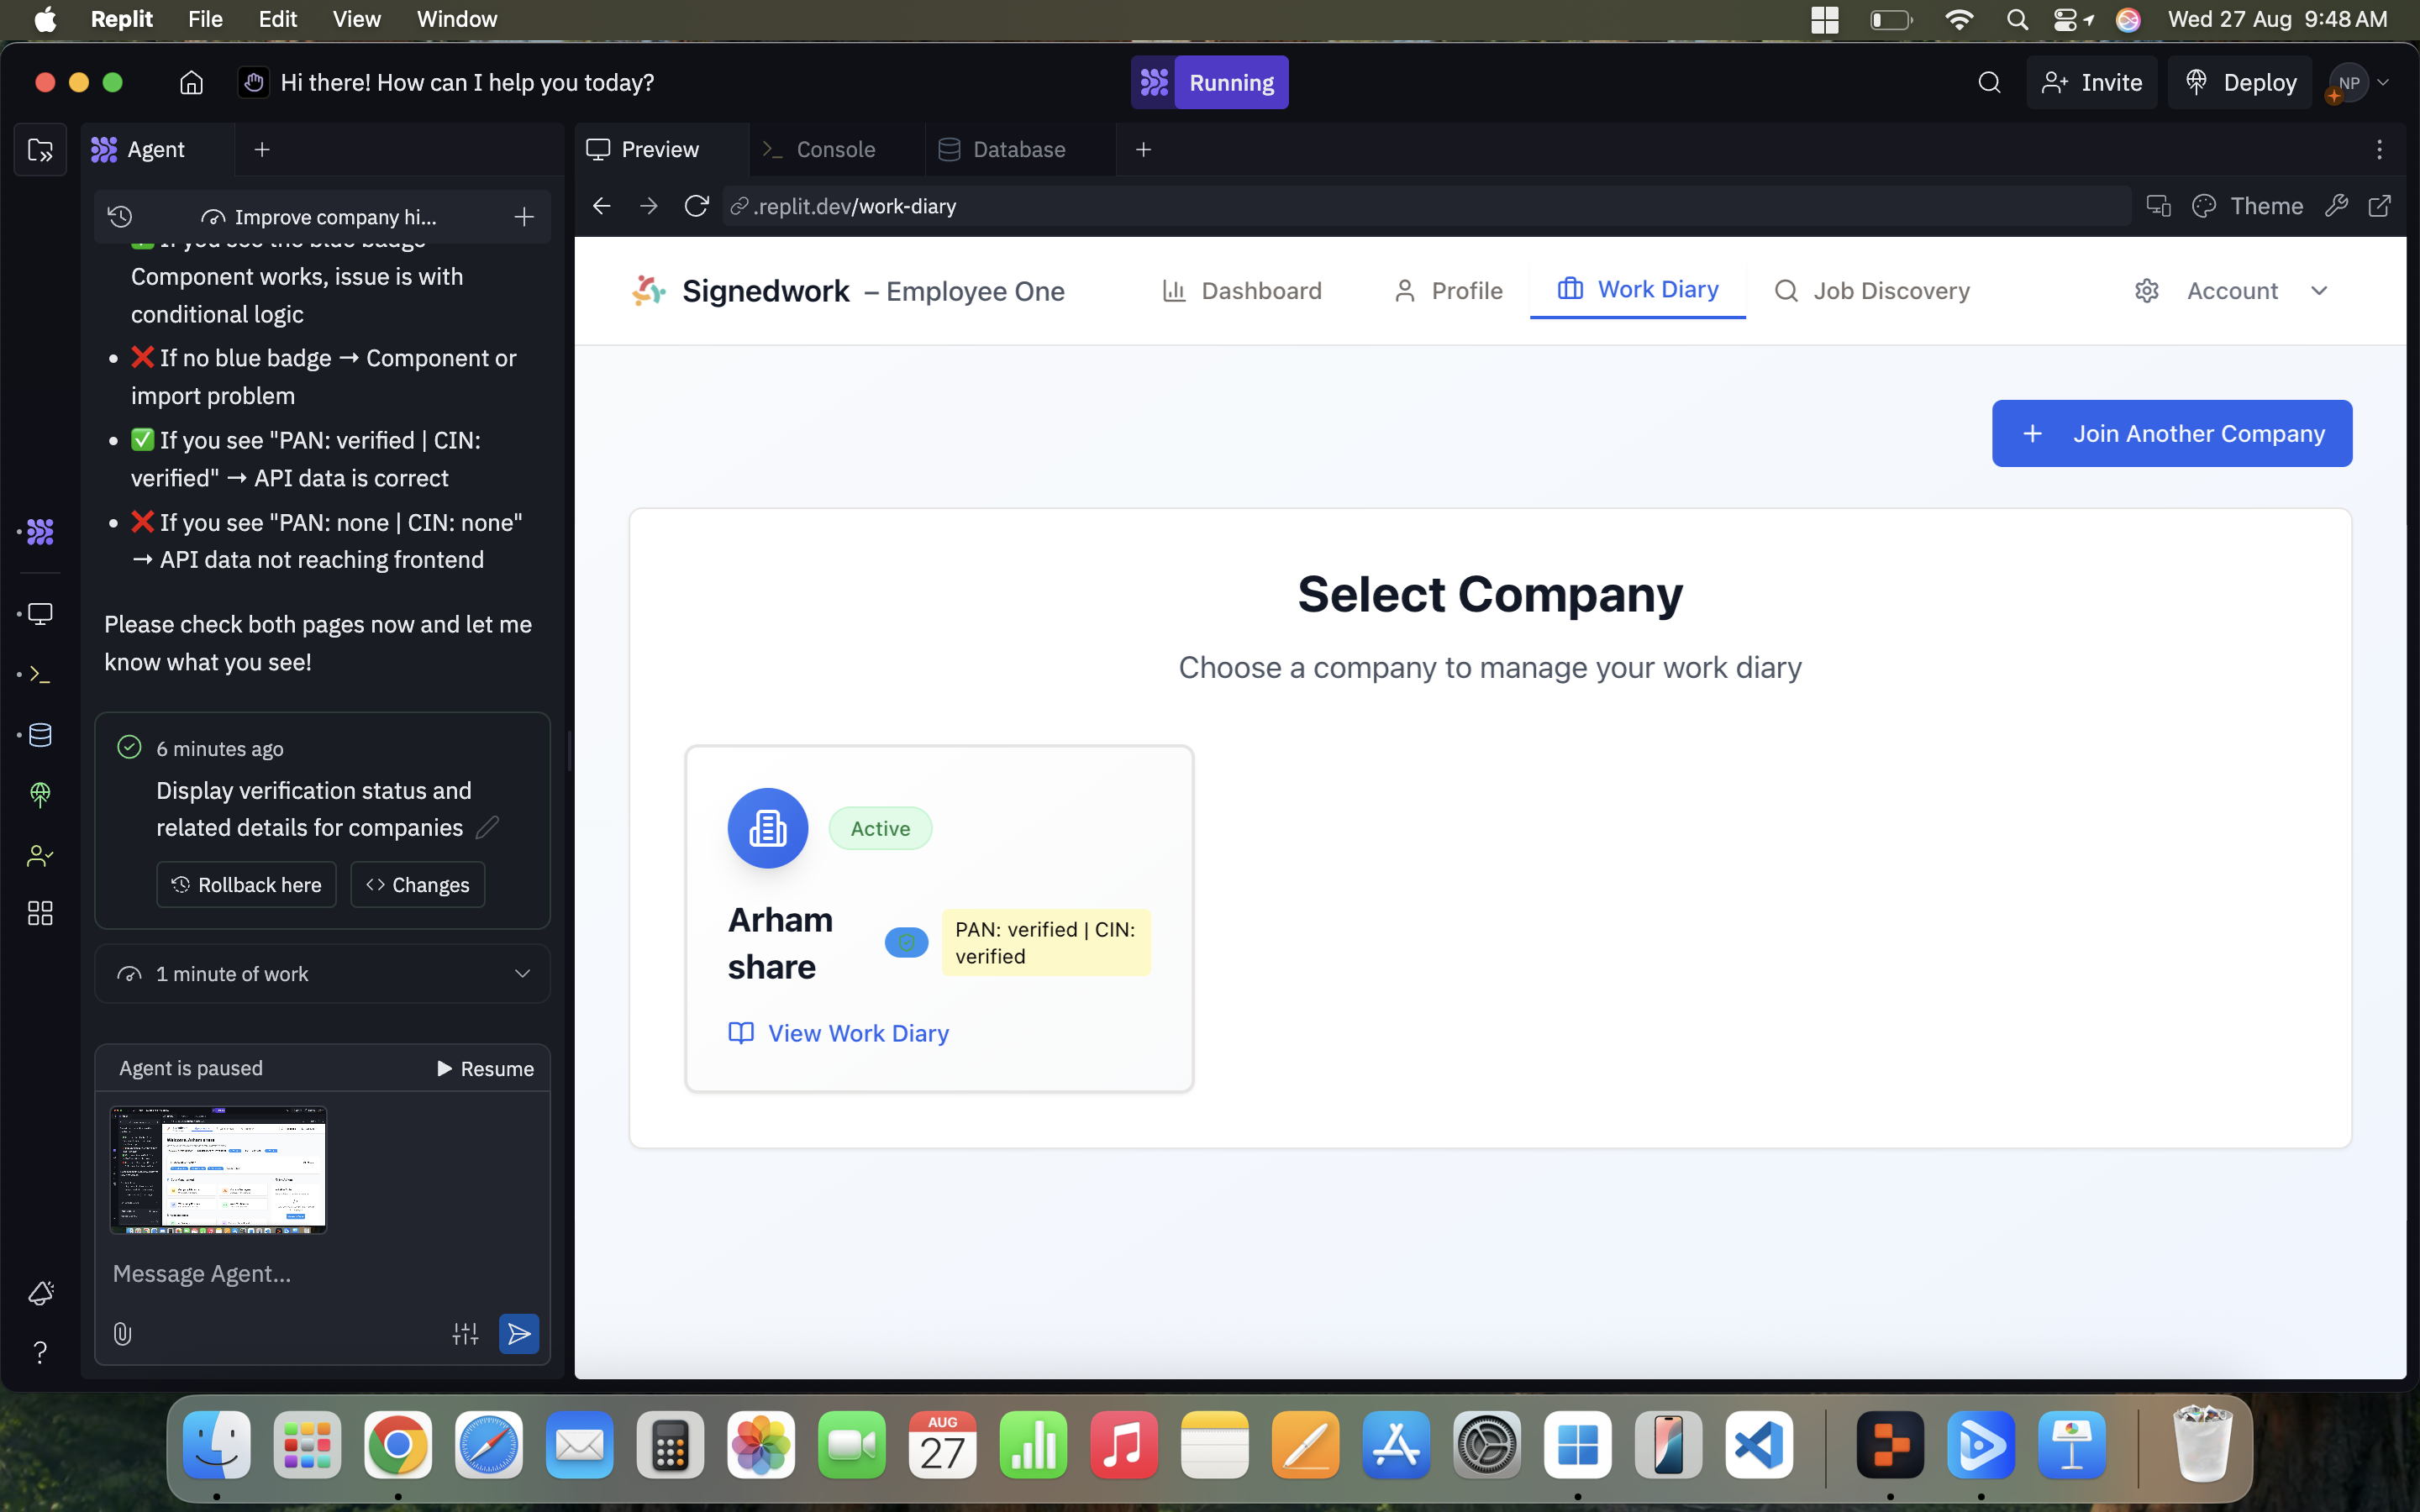 Replit File Edit View Window Wed 27 Aug 9:48 AM
Hi there! How can I help you today? Running Invite Deploy NP
Agent
Improve company hi...
Component works, issue is with
conditional logic
❌ If no blue badge → Component or
import problem
✅ If you see "PAN: verified | CIN:
verified" → API data is correct
❌ If you see "PAN: none | CIN: none"
→ API data not reaching frontend
Please check both pages now and let me
know what you see!
6 minutes ago
Display verification status and
related details for companies
Rollback here Changes
1 minute of work
Agent is paused Resume
Message Agent...
Preview Console Database
.replit.dev/work-diary Theme
Signedwork – Employee One Dashboard Profile Work Diary Job Discovery Account
+ Join Another Company
Select Company
Choose a company to manage your work diary
Active
Arham
share
PAN: verified | CIN:
verified
View Work Diary
AUG
27